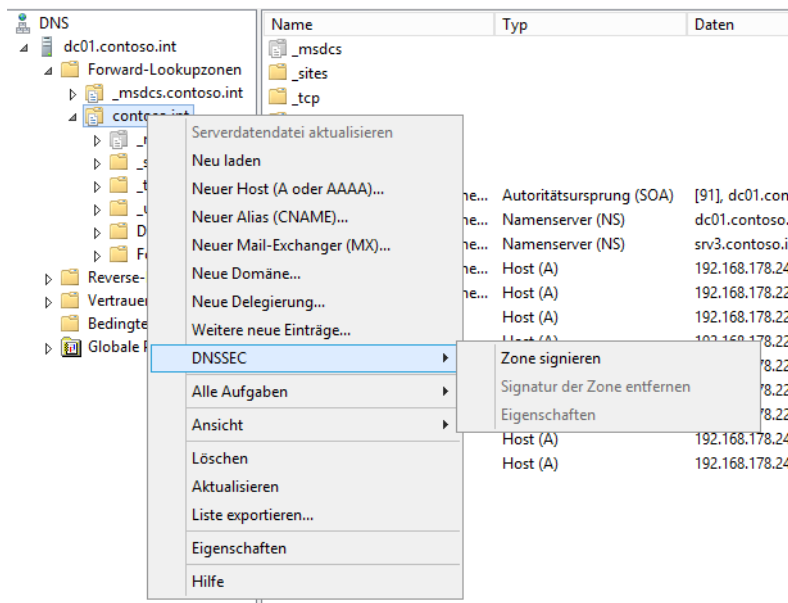 DNS
dc01.contoso.int
Forward-Lookupzonen
_msdcs.contoso.int
contoso.int
Reverse-
Bedingte
Globale
Serverdatendatei aktualisieren
Neu laden
Neuer Host (A oder AAAA)...
Neuer Alias (CNAME)...
Neuer Mail-Exchanger (MX)...
Neue Domäne...
Neue Delegierung...
Weitere neue Einträge...
DNSSEC
Alle Aufgaben
Ansicht
Löschen
Aktualisieren
Liste exportieren...
Eigenschaften
Hilfe
Zone signieren
Signatur der Zone entfernen
Eigenschaften
Name Typ Daten
_msdcs
_sites
_tcp
Autoritätsursprung (SOA) [91], dc01.con
Namenserver (NS) dc01.contoso.
Namenserver (NS) srv3.contoso.i
Host (A) 192.168.178.24
Host (A) 192.168.178.22
Host (A) 192.168.178.22
Host (A) 192.168.178.24
Host (A) 192.168.178.24